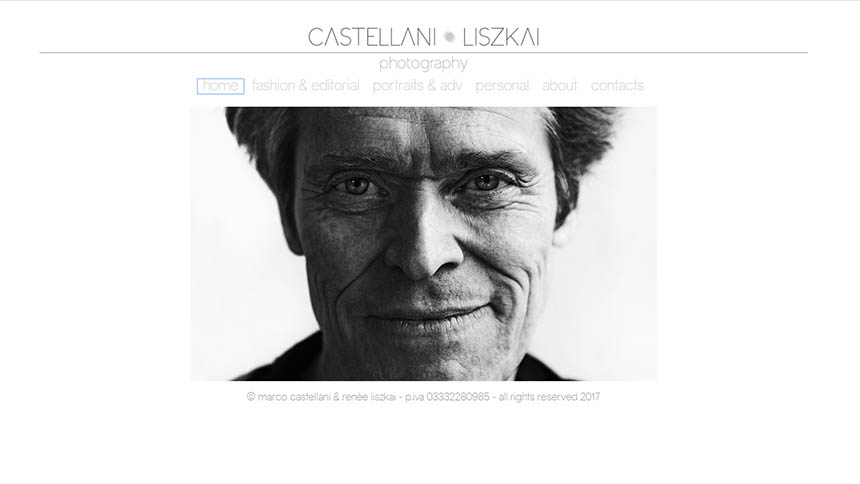 CASTELLANI LISZKAI
photography
home fashion & editorial portraits & adv personal about contacts
© marco castellani & renèe liszkai - p.iva 03332280985 - all rights reserved 2017